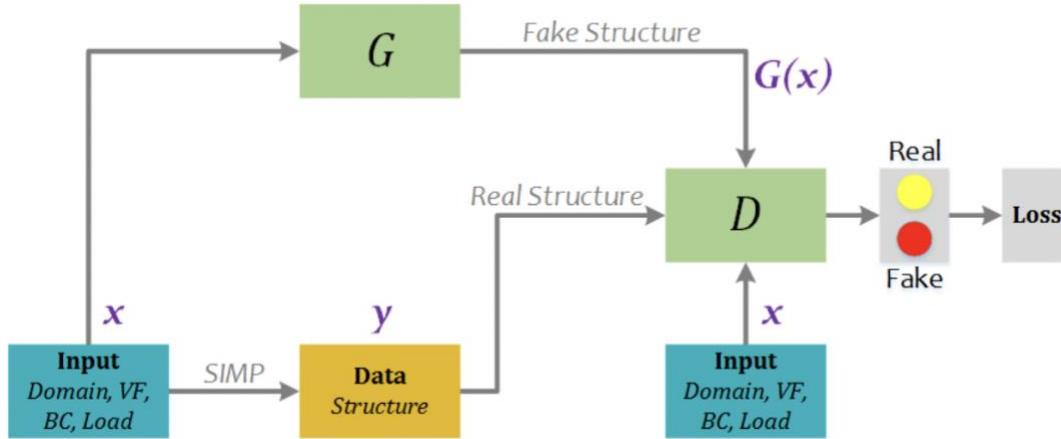 G
Fake Structure
G(x)
Real Structure
D
Real
Fake
Loss
x
Input
Domain, VF,
BC, Load
SIMP
y
Data
Structure
x
Input
Domain, VF,
BC, Load